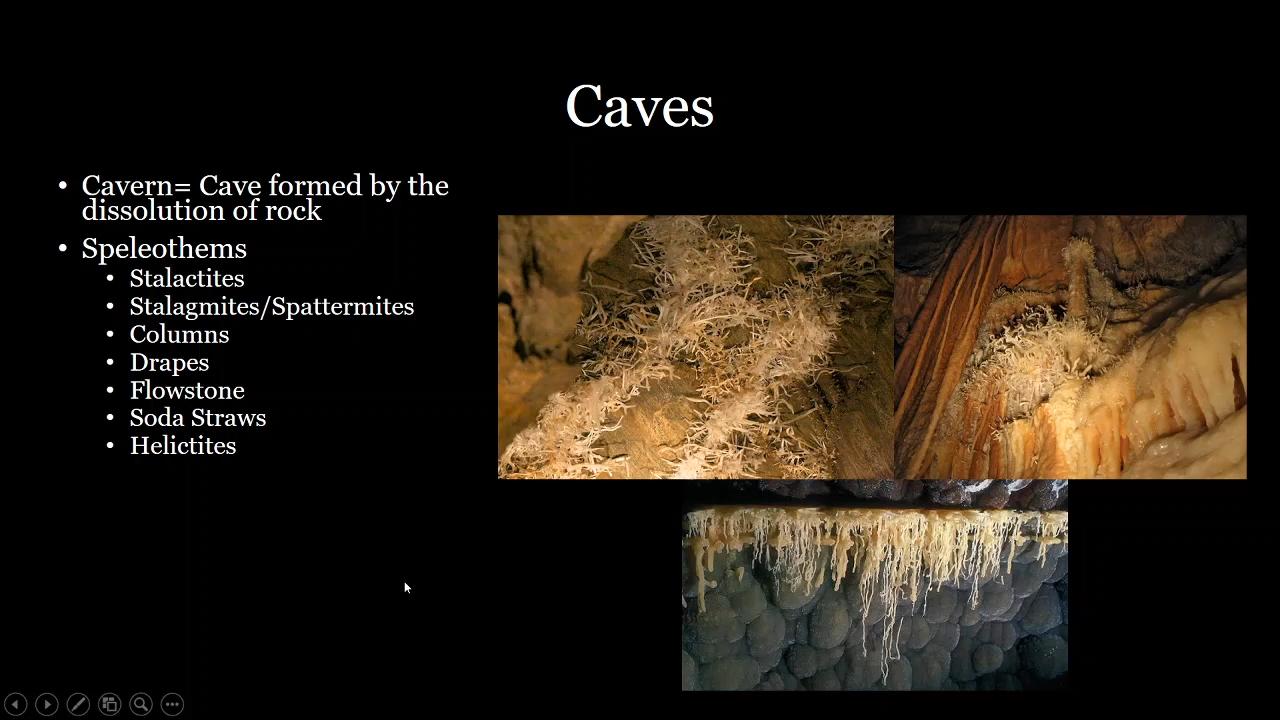 Caves
• Cavern= Cave formed by the
dissolution of rock
• Speleothems
• Stalactites
• Stalagmites/Spattermites
• Columns
• Drapes
• Flowstone
• Soda Straws
• Helictites